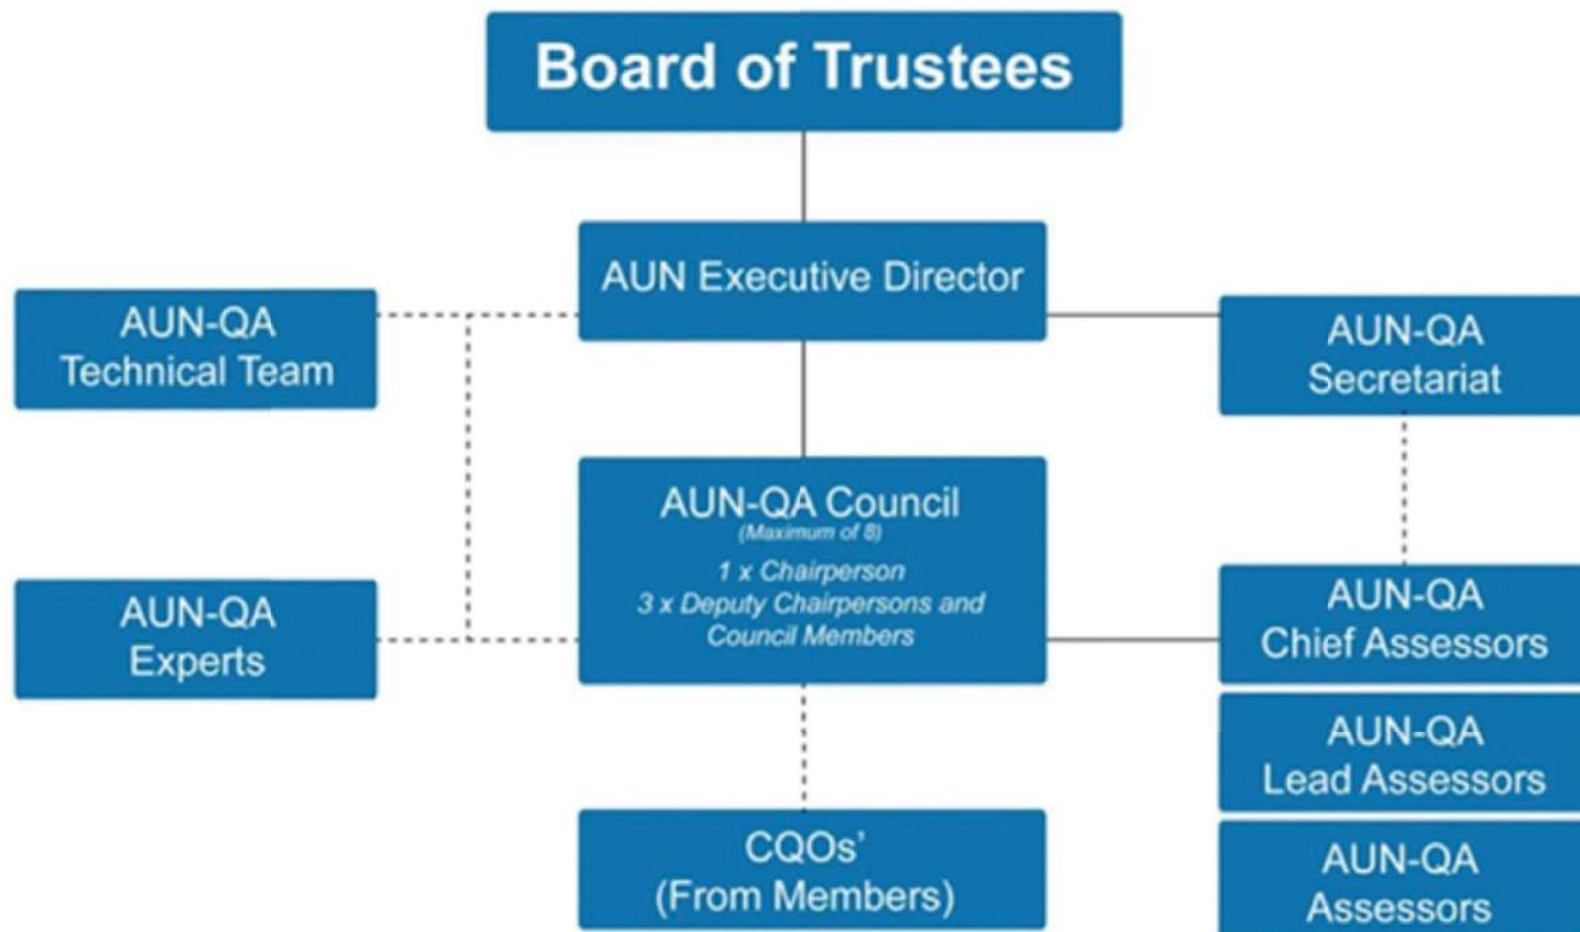 Board of Trustees
AUN Executive Director
AUN-QA
Technical Team
AUN-QA
Secretariat
AUN-QA Council
(Maximum of 8)
1 x Chairperson
3 x Deputy Chairpersons and
Council Members
AUN-QA
Experts
AUN-QA
Chief Assessors
AUN-QA
Lead Assessors
CQOs’
(From Members)
AUN-QA
Assessors